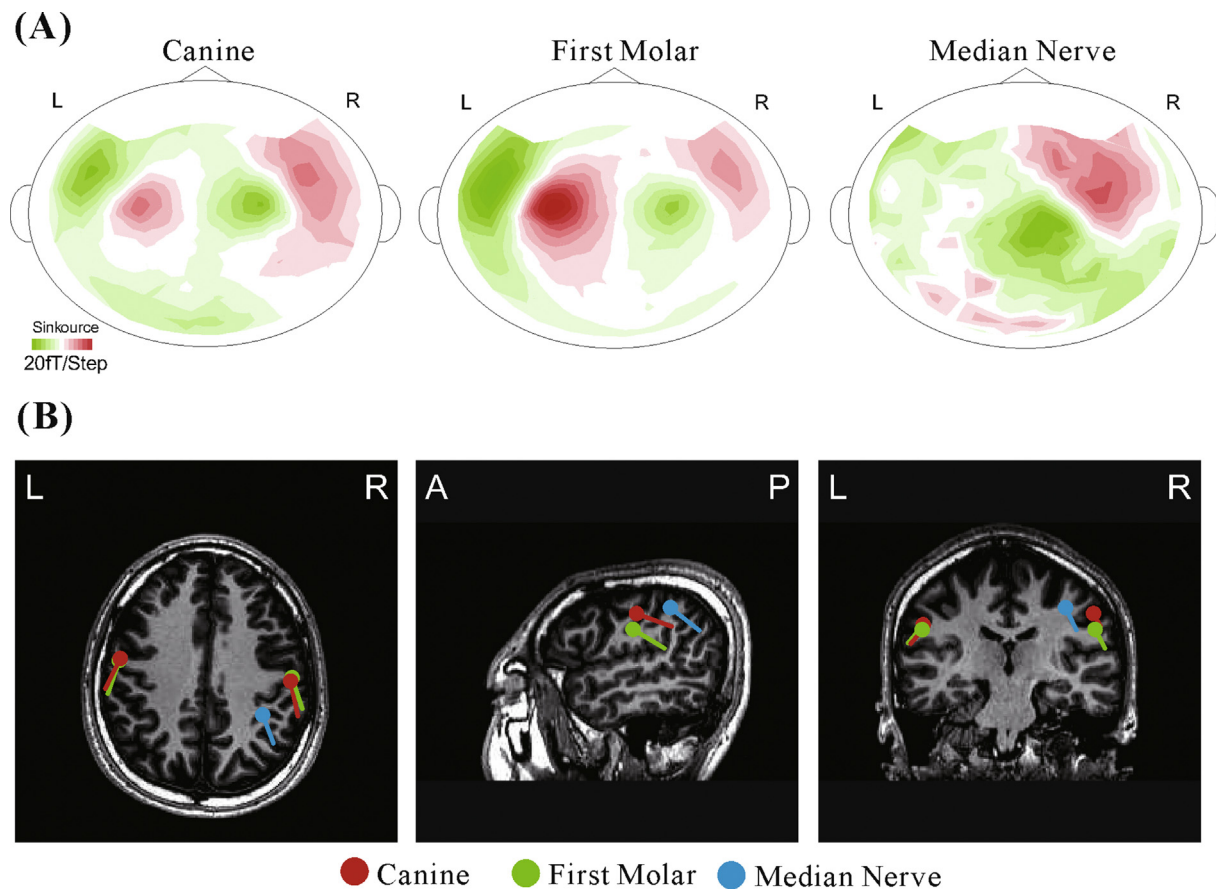 (A)
Canine
First Molar
Median Nerve
L R
L R
L R
Sinkource
20fT/Step
(B)
L R
A P
L R
Canine First Molar Median Nerve